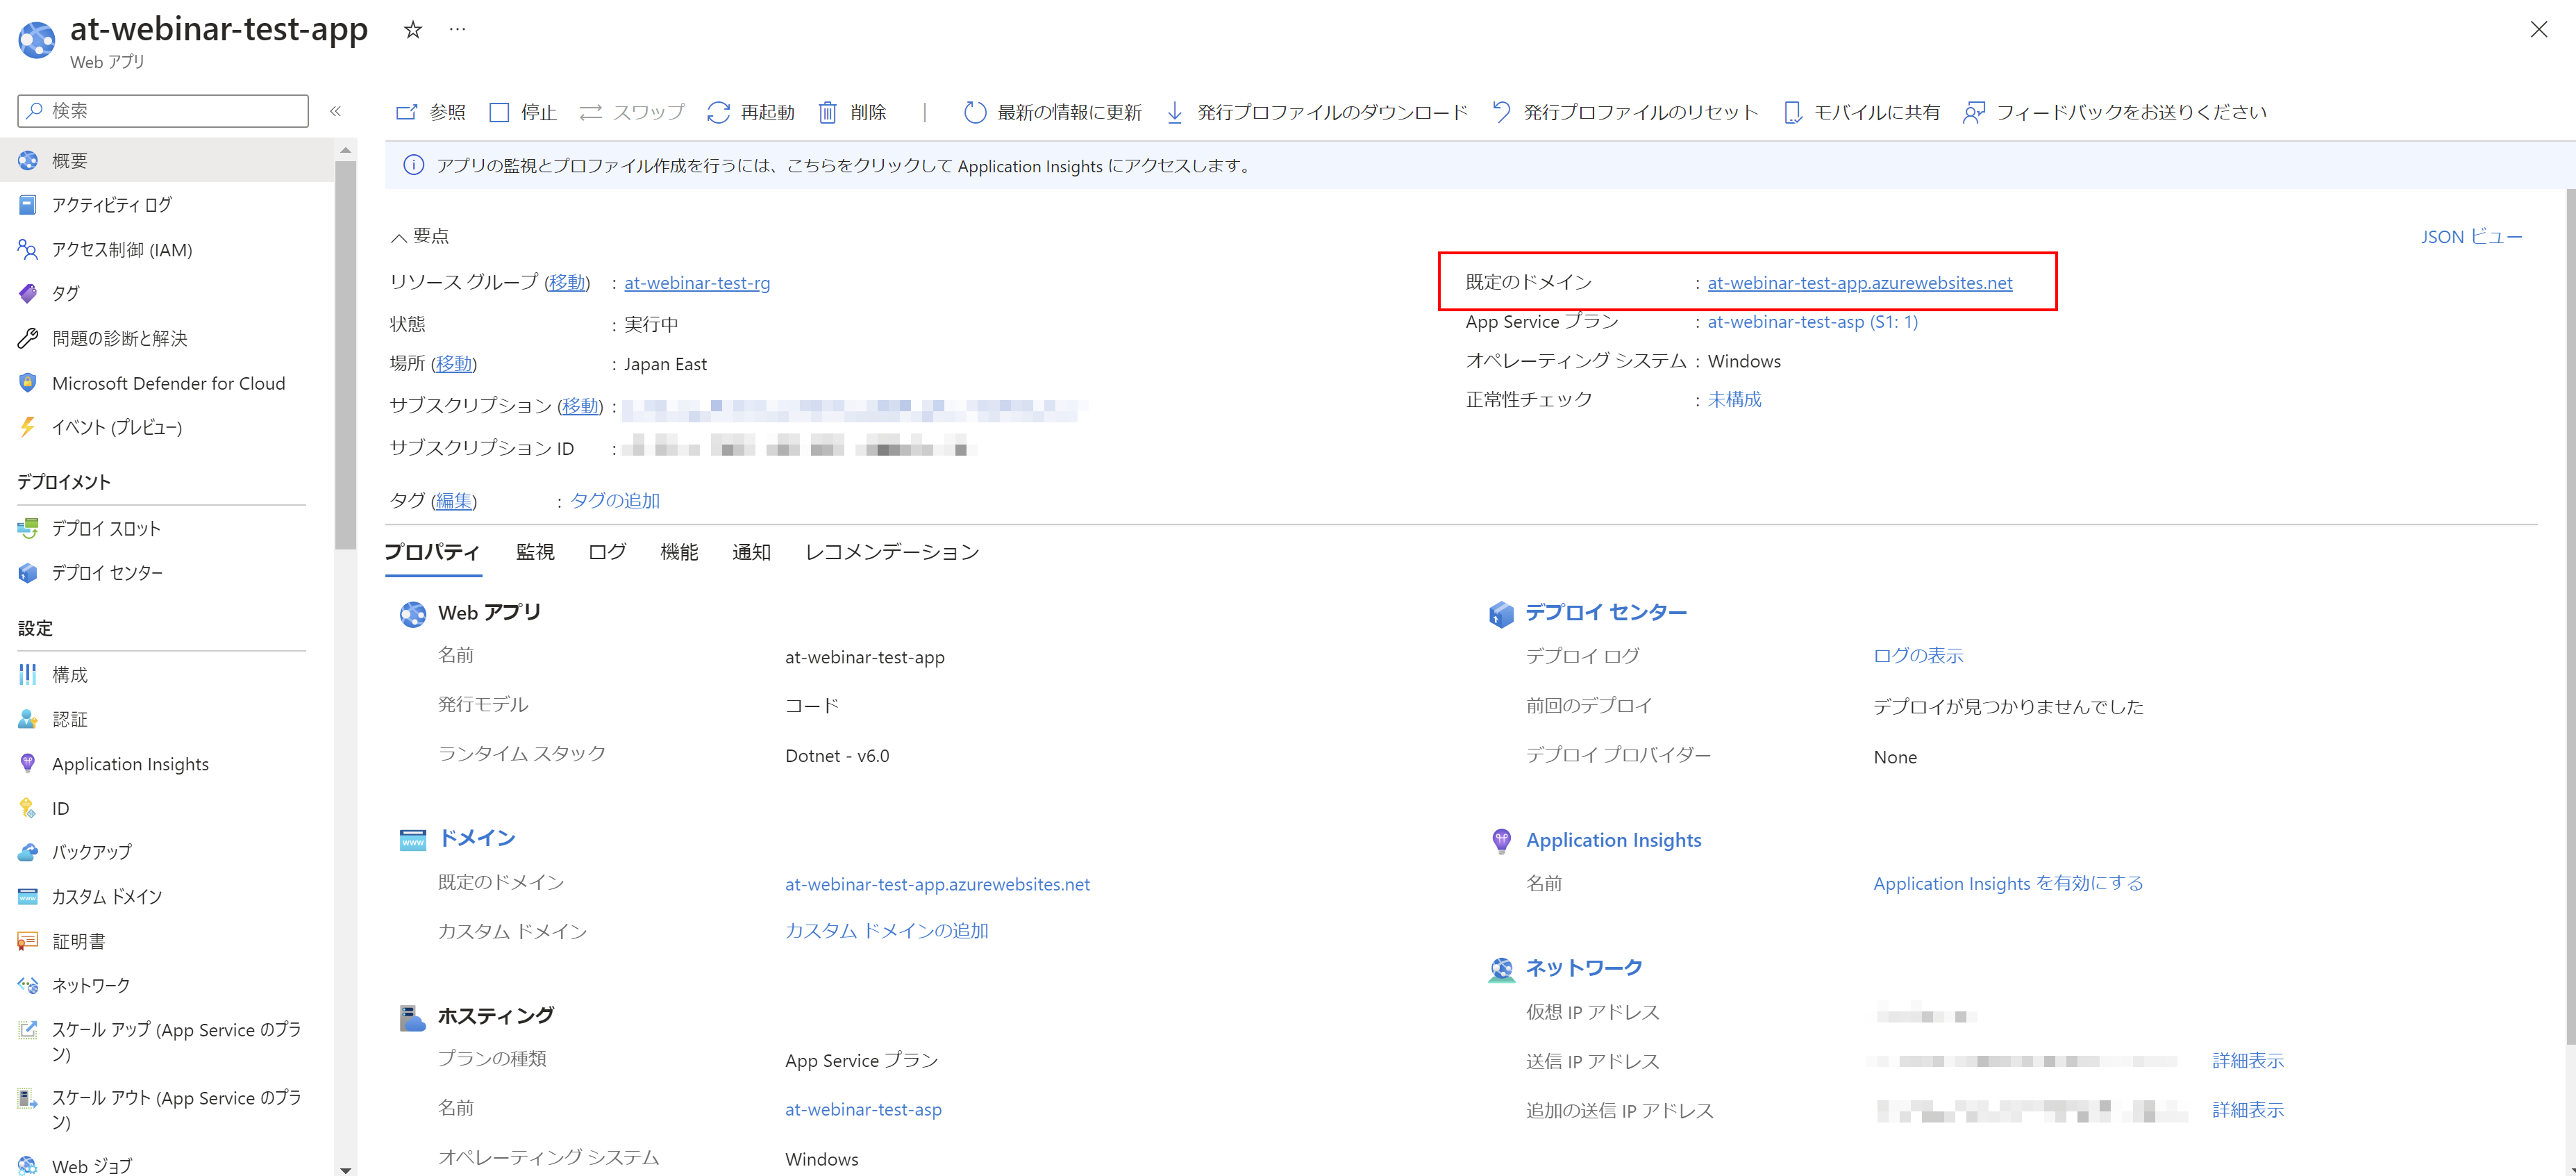 at-webinar-test-app
Web アプリ
検索
«
概要
アクティビティ ログ
アクセス制御 (IAM)
タグ
問題の診断と解決
Microsoft Defender for Cloud
イベント (プレビュー)
デプロイメント
デプロイ スロット
デプロイ センター
設定
構成
認証
Application Insights
ID
バックアップ
カスタム ドメイン
証明書
ネットワーク
スケール アップ (App Service のプラ
ン)
スケール アウト (App Service のプラ
ン)
Web ジョブ
参照 停止 スワップ 再起動 削除 | 最新の情報に更新 発行プロファイルのダウンロード 発行プロファイルのリセット モバイルに共有 フィードバックをお送りください
アプリの監視とプロファイル作成を行うには、こちらをクリックして Application Insights にアクセスします。
要点
JSON ビュー
リソース グループ (移動) : at-webinar-test-rg
状態 : 実行中
場所 (移動) : Japan East
サブスクリプション (移動) :
サブスクリプション ID :
タグ (編集) : タグの追加
既定のドメイン : at-webinar-test-app.azurewebsites.net
App Service プラン : at-webinar-test-asp (S1: 1)
オペレーティング システム : Windows
正常性チェック : 未構成
プロパティ 監視 ログ 機能 通知 レコメンデーション
Web アプリ
名前 at-webinar-test-app
発行モデル コード
ランタイム スタック Dotnet - v6.0
www
ドメイン
既定のドメイン at-webinar-test-app.azurewebsites.net
カスタム ドメイン カスタム ドメインの追加
ホスティング
プランの種類 App Service プラン
名前 at-webinar-test-asp
オペレーティング システム Windows
デプロイ センター
デプロイ ログ ログの表示
前回のデプロイ デプロイが見つかりませんでした
デプロイ プロバイダー None
Application Insights
名前 Application Insights を有効にする
ネットワーク
仮想 IP アドレス
送信 IP アドレス 詳細表示
追加の送信 IP アドレス 詳細表示